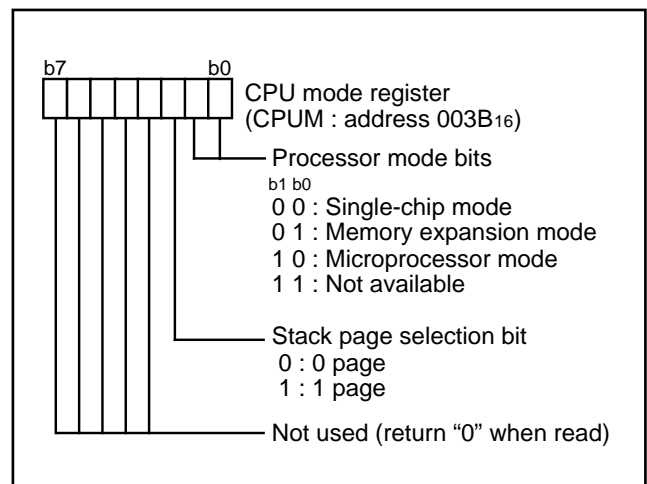 b7 b0
CPU mode register
(CPUM : address 003B16)
Processor mode bits
b1 b0
0 0 : Single-chip mode
0 1 : Memory expansion mode
1 0 : Microprocessor mode
1 1 : Not available
Stack page selection bit
0 : 0 page
1 : 1 page
Not used (return “0” when read)